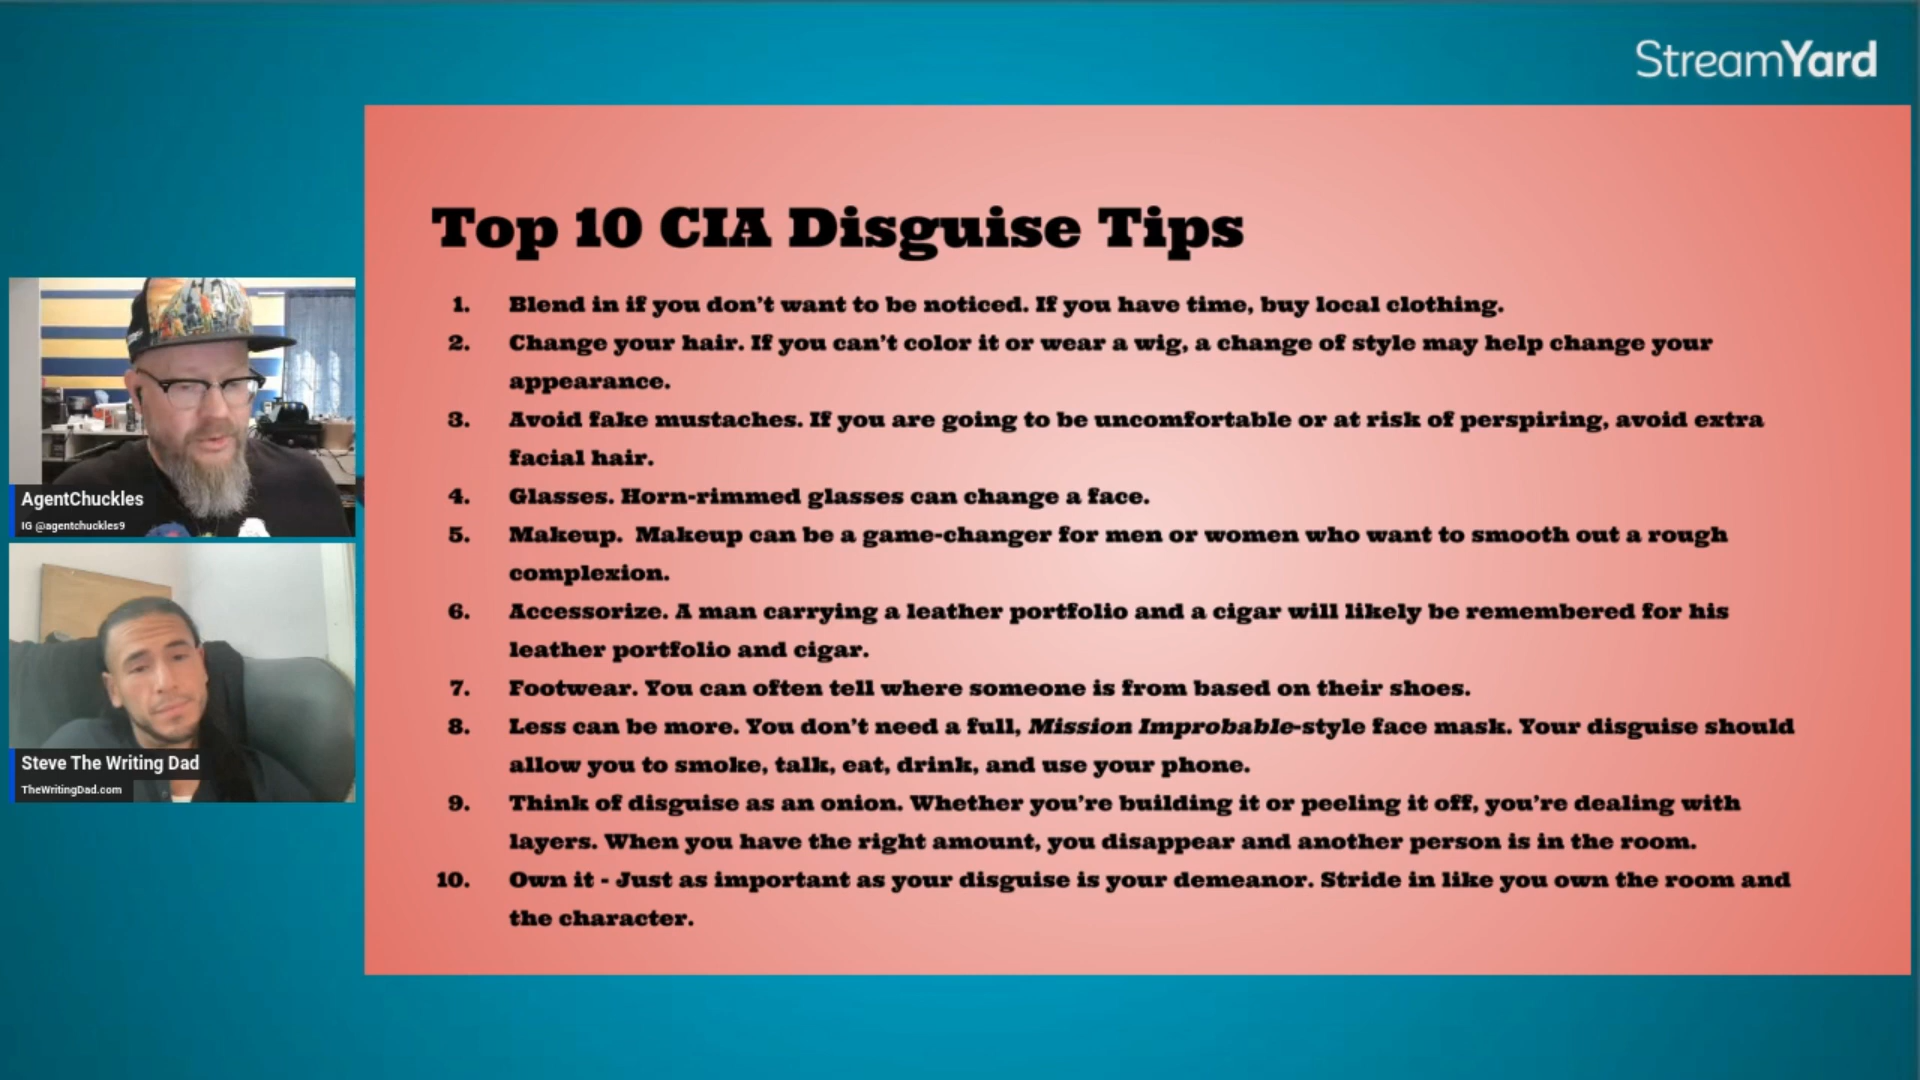 StreamYard
Top 10 CIA Disguise Tips
1. Blend in if you don't want to be noticed. If you have time, buy local clothing.
2. Change your hair. If you can't color it or wear a wig, a change of style may help change your
appearance.
3. Avoid fake mustaches. If you are going to be uncomfortable or at risk of perspiring, avoid extra
facial hair.
4. Glasses. Horn-rimmed glasses can change a face.
5. Makeup. Makeup can be a game-changer for men or women who want to smooth out a rough
complexion.
6. Accessorize. A man carrying a leather portfolio and a cigar will likely be remembered for his
leather portfolio and cigar.
7. Footwear. You can often tell where someone is from based on their shoes.
8. Less can be more. You don't need a full, Mission Improbable-style face mask. Your disguise should
allow you to smoke, talk, eat, drink, and use your phone.
9. Think of disguise as an onion. Whether you're building it or peeling it off, you're dealing with
layers. When you have the right amount, you disappear and another person is in the room.
10. Own it - Just as important as your disguise is your demeanor. Stride in like you own the room and
the character.
AgentChuckles
IG @agentchuckles9
Steve The Writing Dad
TheWritingDad.com